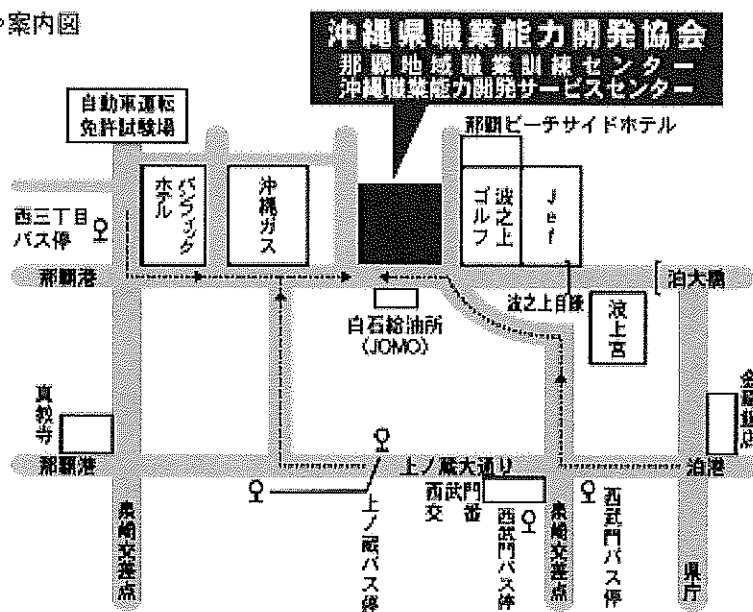 案内図
沖縄県職業能力開発協会
那覇地域職業訓練センター
沖縄職業能力開発サービスセンター
自動車運転
免許試験場
那覇ビーチサイドホテル
西三丁目
バス停
パシフィック
ホテル
沖縄ガス
波之上
ゴルフ
Jef
那覇港
泊大橋
白石給油所
(JOMO)
波上宮
真教寺
那覇港
上ノ蔵大通り
泊港
西武門
交番
泉崎交差点
上ノ蔵バス停
西武門バス停
泉崎交差点
西武門バス停
県庁